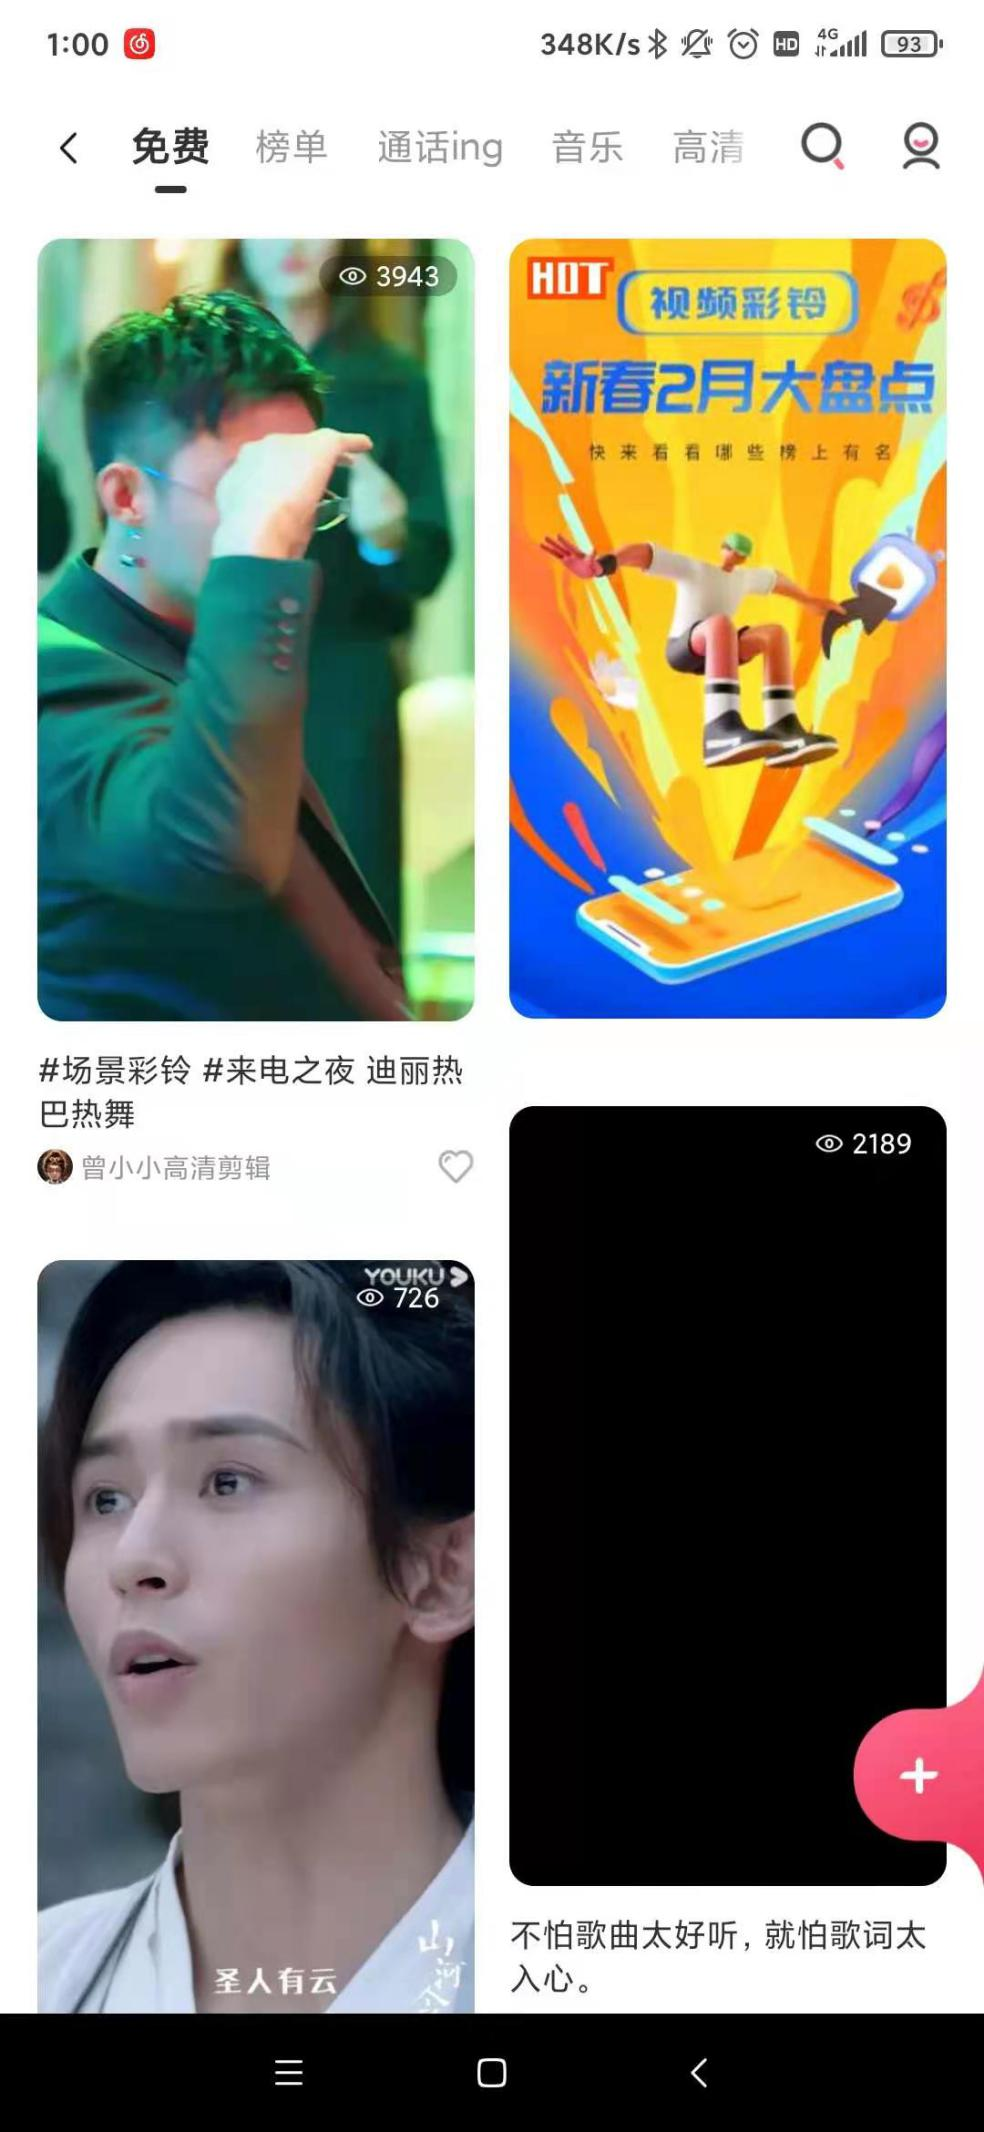 1:00
348K/s
HD
4G
93
免费 榜单 通话ing 音乐 高清
3943
#场景彩铃 #来电之夜 迪丽热
巴热舞
曾小小高清剪辑
HOT
视频彩铃
新春2月大盘点
快来看看哪些榜上有名
YOUKU
726
圣人有云
山河令
2189
不怕歌曲太好听，就怕歌词太
入心。